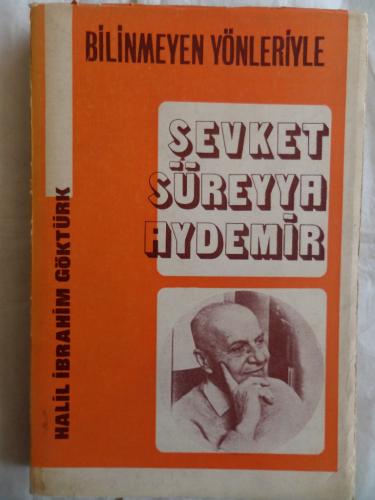 BİLİNMEYEN YÖNLERİYLE
ŞEVKET
SÜREYYA
AYDEMİR
HALİL İBRAHİM GÖKTÜRK